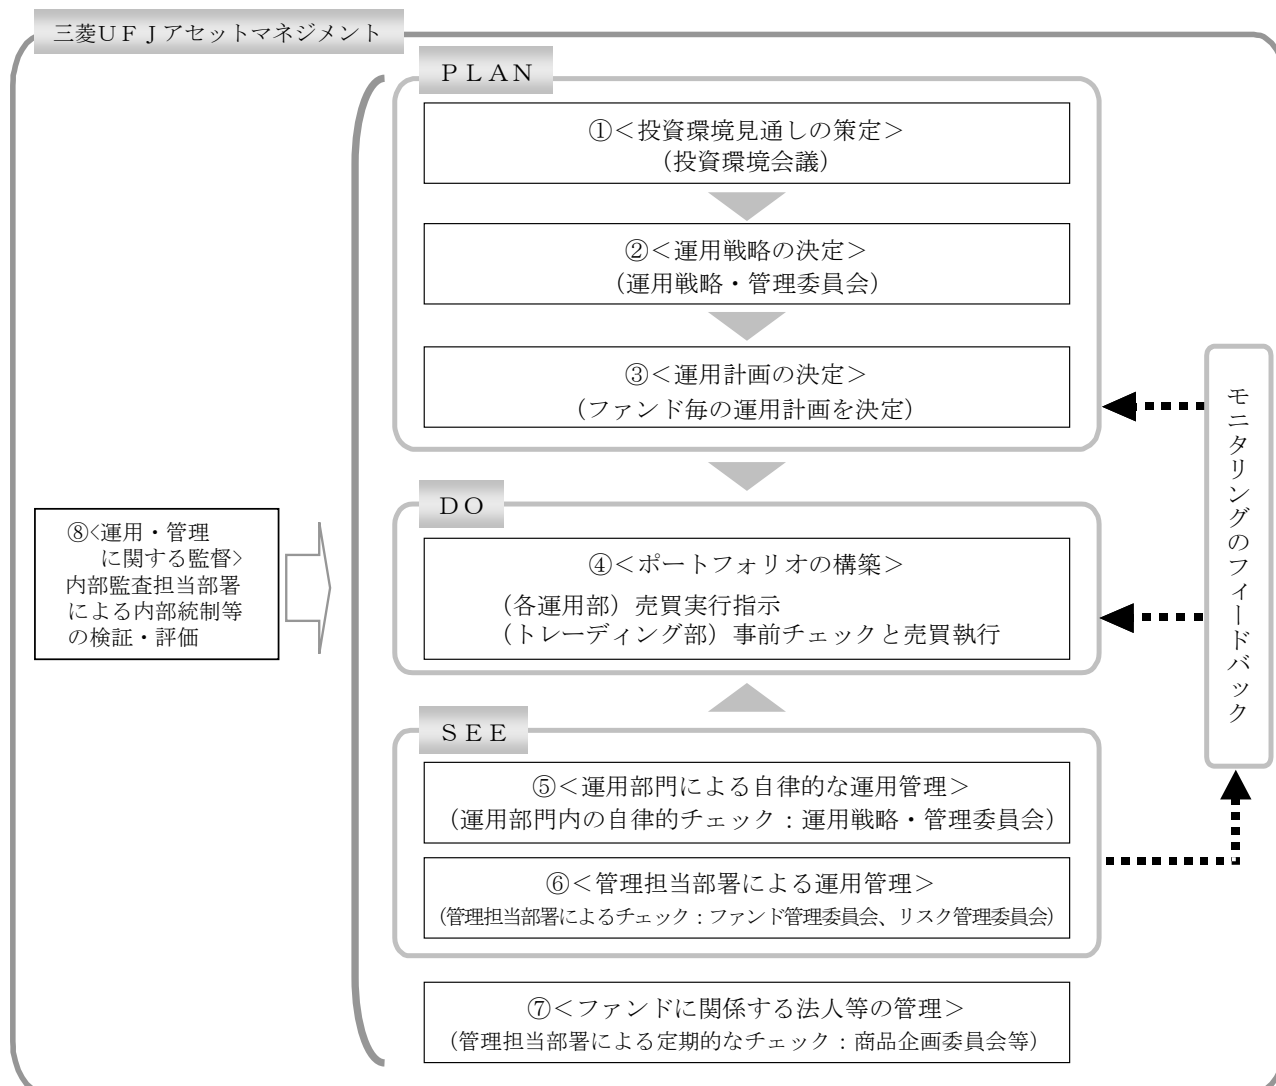 三菱ＵＦＪアセットマネジメント
ＰＬＡＮ
①＜投資環境見通しの策定＞
（投資環境会議）
②＜運用戦略の決定＞
（運用戦略・管理委員会）
③＜運用計画の決定＞
（ファンド毎の運用計画を決定）
ＤＯ
④＜ポートフォリオの構築＞
（各運用部）売買実行指示
（トレーディング部）事前チェックと売買執行
ＳＥＥ
⑤＜運用部門による自律的な運用管理＞
（運用部門内の自律的チェック：運用戦略・管理委員会）
⑥＜管理担当部署による運用管理＞
（管理担当部署によるチェック：ファンド管理委員会、リスク管理委員会）
⑦＜ファンドに関係する法人等の管理＞
（管理担当部署による定期的なチェック：商品企画委員会等）
⑧<運用・管理
に関する監督>
内部監査担当部署
による内部統制等
の検証・評価
モニタリングのフィードバック